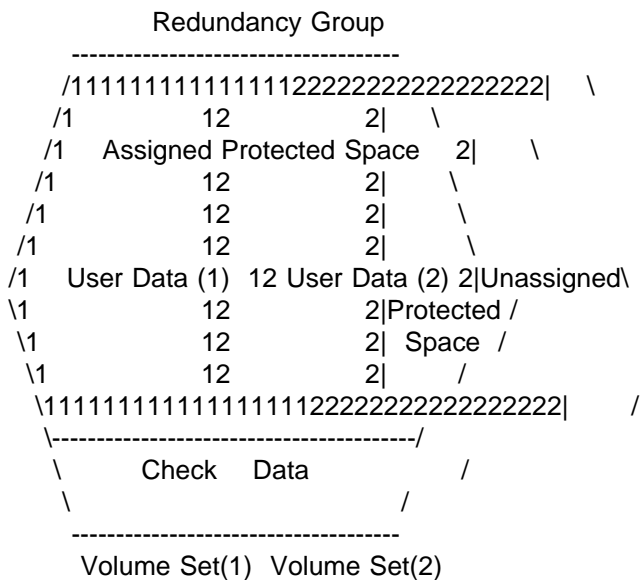 Redundancy Group
------------------------------------
/111111111111111122222222222222222| \
/1 12 2| \
/1 Assigned Protected Space 2| \
/1 12 2| \
/1 12 2| \
/1 12 2| \
/1 User Data (1) 12 User Data (2) 2|Unassigned\
\1 12 2|Protected /
\1 12 2| Space /
\1 12 2| /
\111111111111111111122222222222222222| /
\-----------------------------------------/
\ Check Data /
\ /
------------------------------------
Volume Set(1) Volume Set(2)